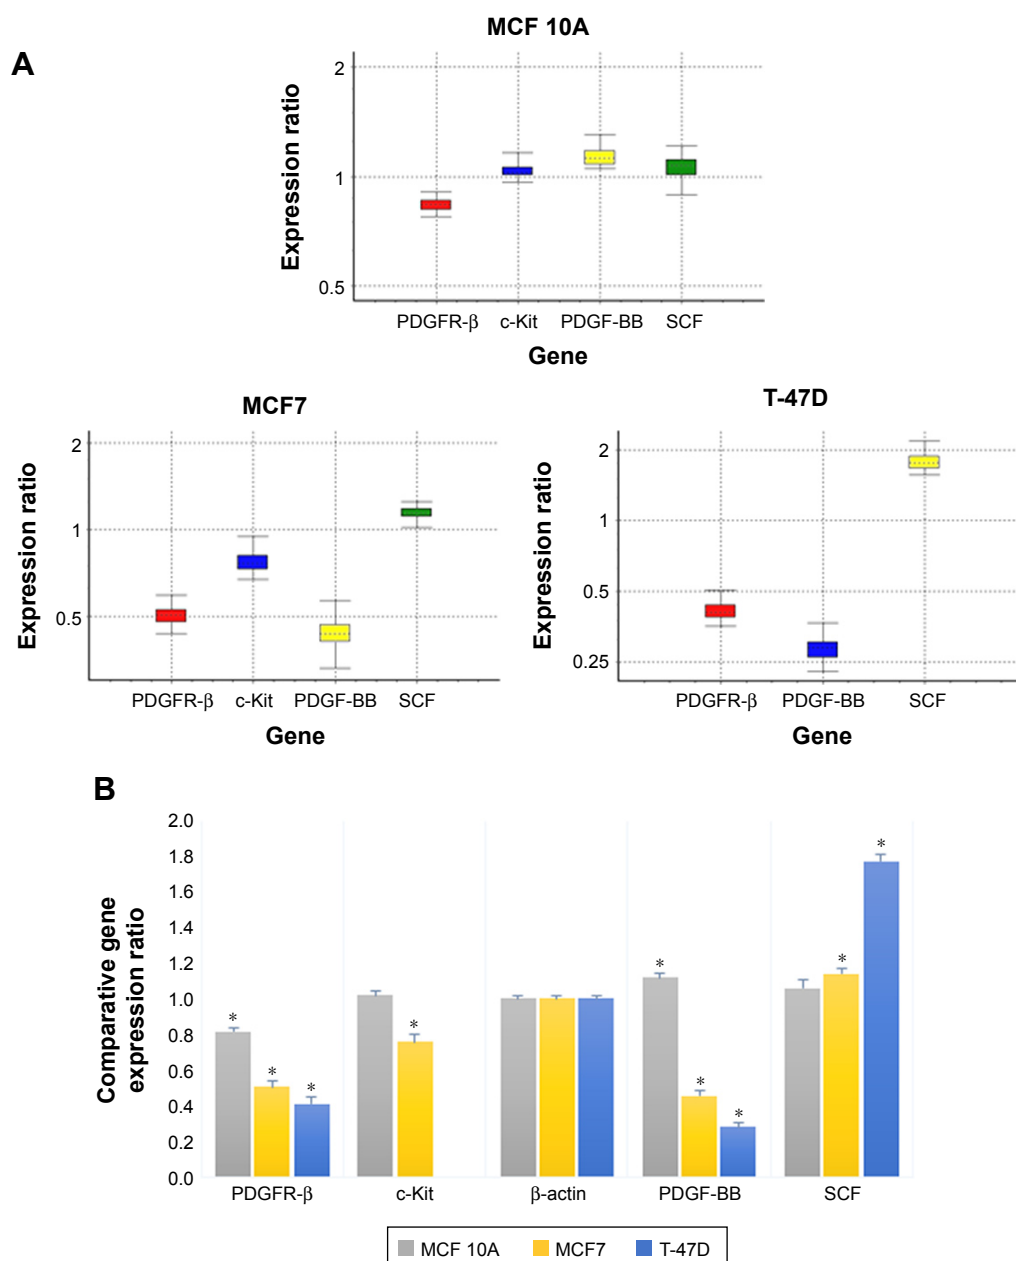 A
MCF 10A
Expression ratio
2
1
0.5
PDGFR-β c-Kit PDGF-BB SCF
Gene
MCF7
Expression ratio
2
1
0.5
PDGFR-β c-Kit PDGF-BB SCF
Gene
T-47D
Expression ratio
2
1
0.5
0.25
PDGFR-β PDGF-BB SCF
Gene
B
Comparative gene
expression ratio
2.0
1.8
1.6
1.4
1.2
1.0
0.8
0.6
0.4
0.2
0.0
* * * * * * * * *
PDGFR-β c-Kit β-actin PDGF-BB SCF
MCF 10A MCF7 T-47D